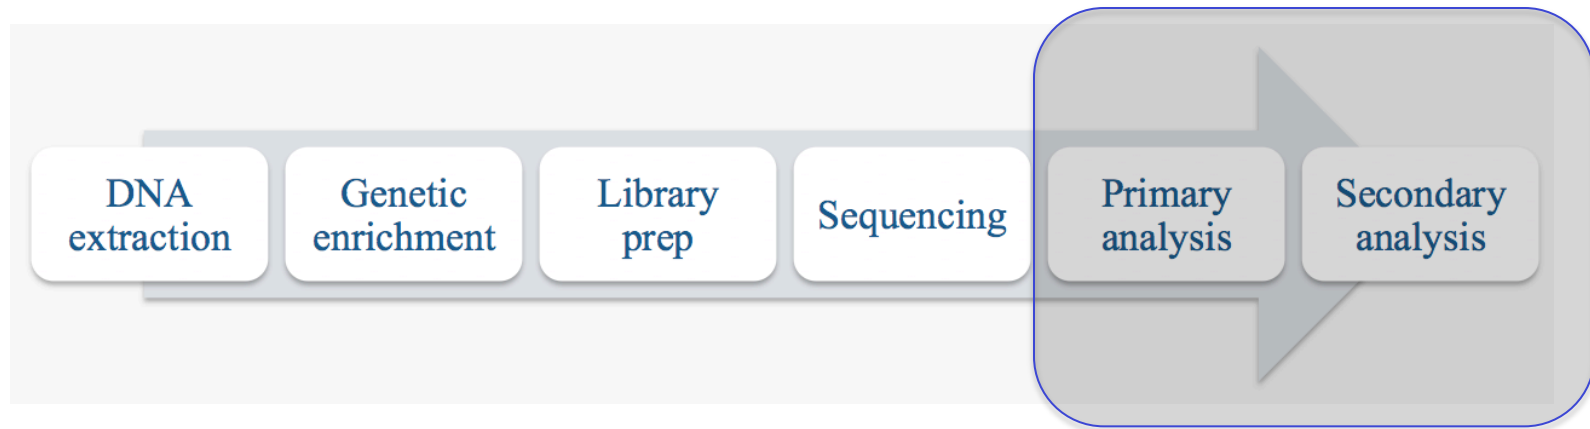 DNA
extraction
Genetic
enrichment
Library
prep
Sequencing
Primary
analysis
Secondary
analysis